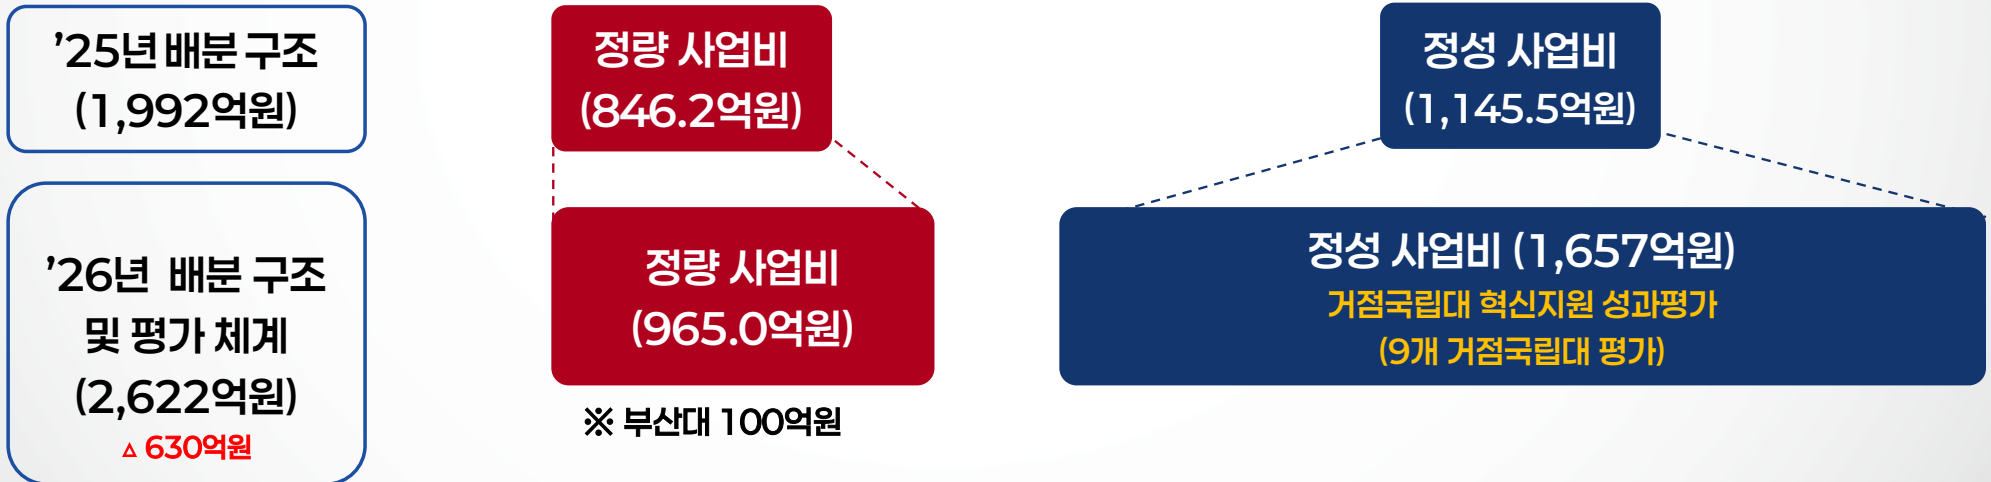 ’25년 배분 구조
(1,992억원)
정량 사업비
(846.2억원)
정성 사업비
(1,145.5억원)
’26년 배분 구조
및 평가 체계
(2,622억원)
▵ 630억원
정량 사업비
(965.0억원)
※ 부산대 100억원
정성 사업비 (1,657억원)
거점국립대 혁신지원 성과평가
(9개 거점국립대 평가)